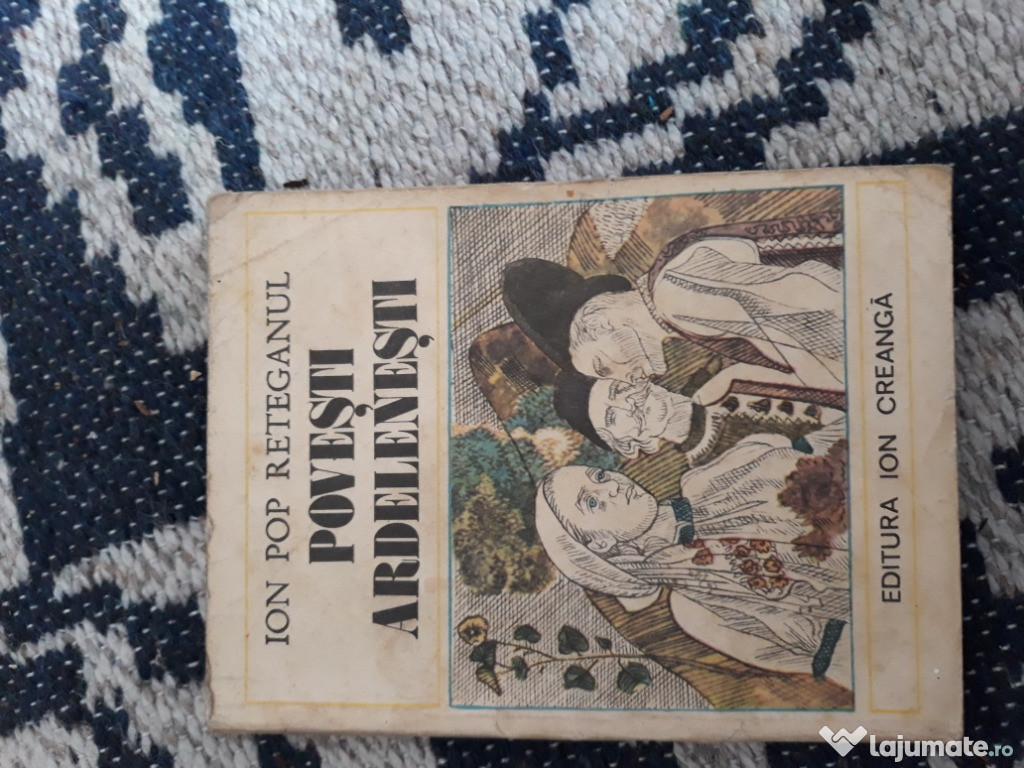 ION POP RETEGANUL
POVEȘTI
ARDELENEȘTI
EDITURA ION CREANGĂ
lajumate.ro